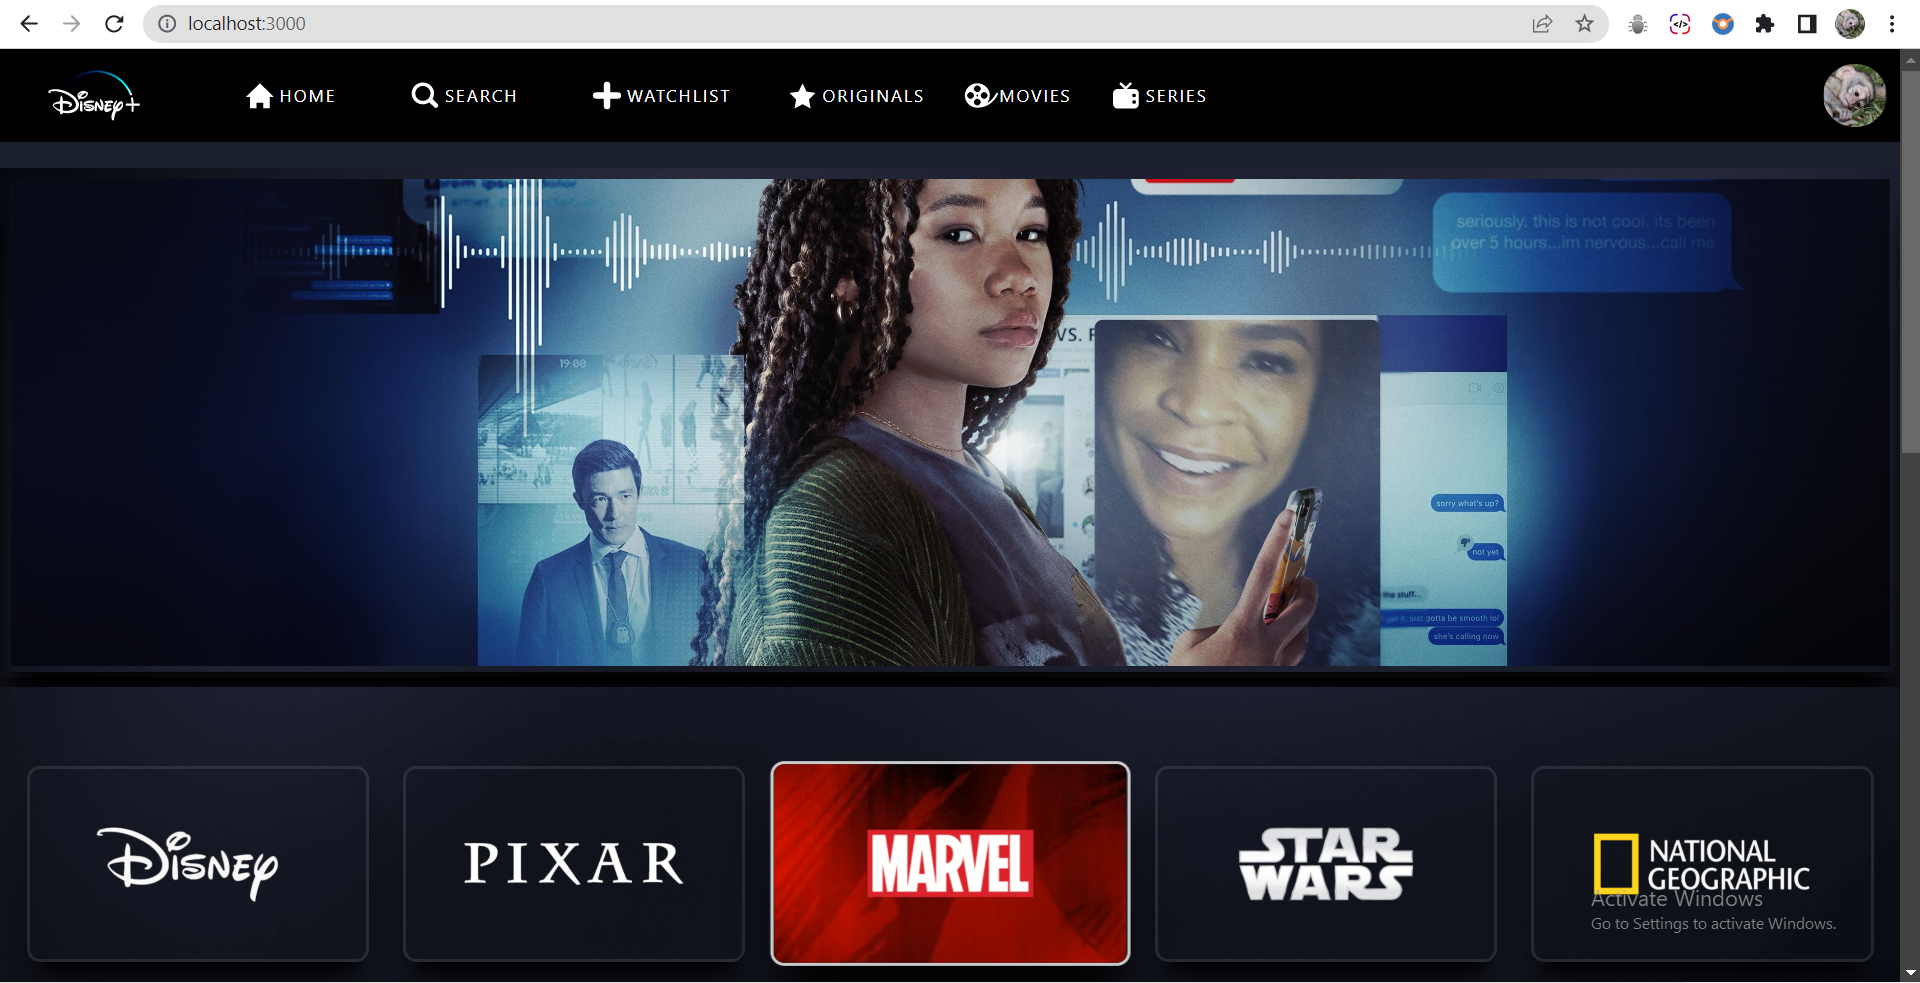 localhost:3000
Disney+
HOME
SEARCH
WATCHLIST
ORIGINALS
MOVIES
SERIES
seriously. this is not cool. its been
over 5 hours...im nervous...call me
VS. F
19:00
sorry what's up?
not yet
the stuff...
just gotta be smooth lol
she's calling now
Disney
PIXAR
MARVEL
STAR
WARS
NATIONAL
GEOGRAPHIC
Activate Windows
Go to Settings to activate Windows.